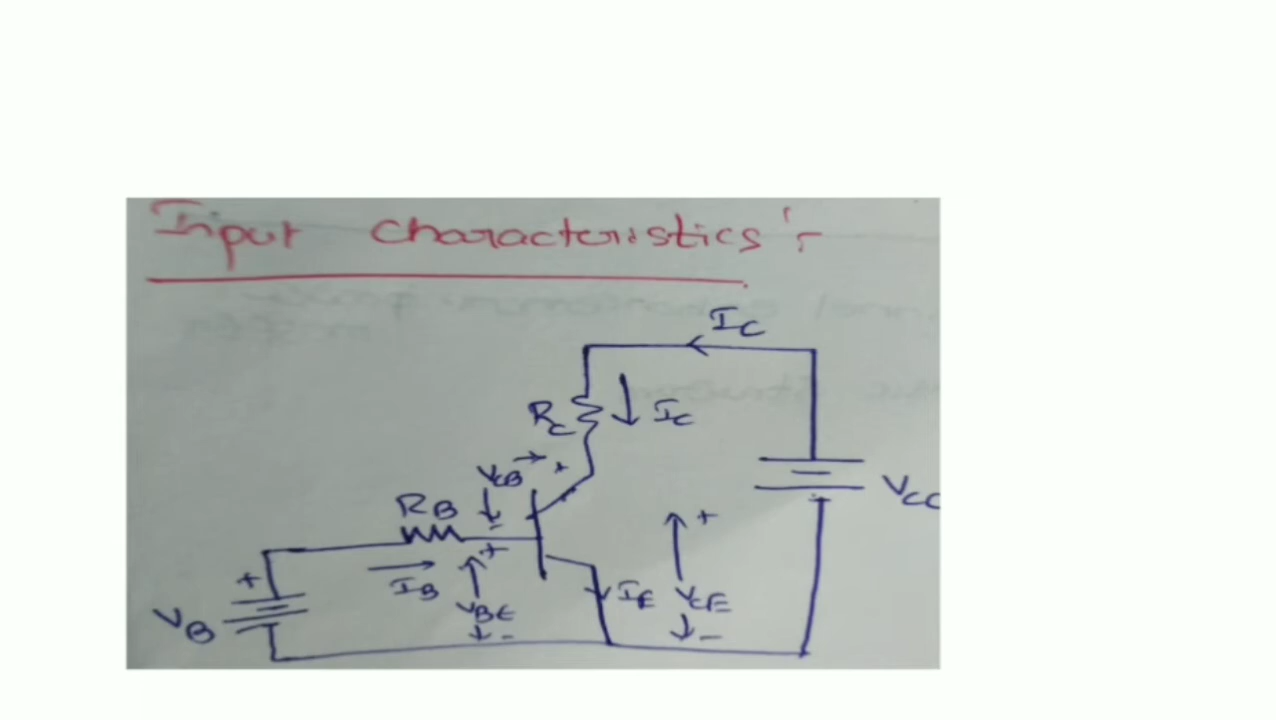 Input characteristics :-
IC
RC
IC
VCB
+
RB
-
+
+
VCC
IB
+
VBE
-
IE
VCE
-
VB